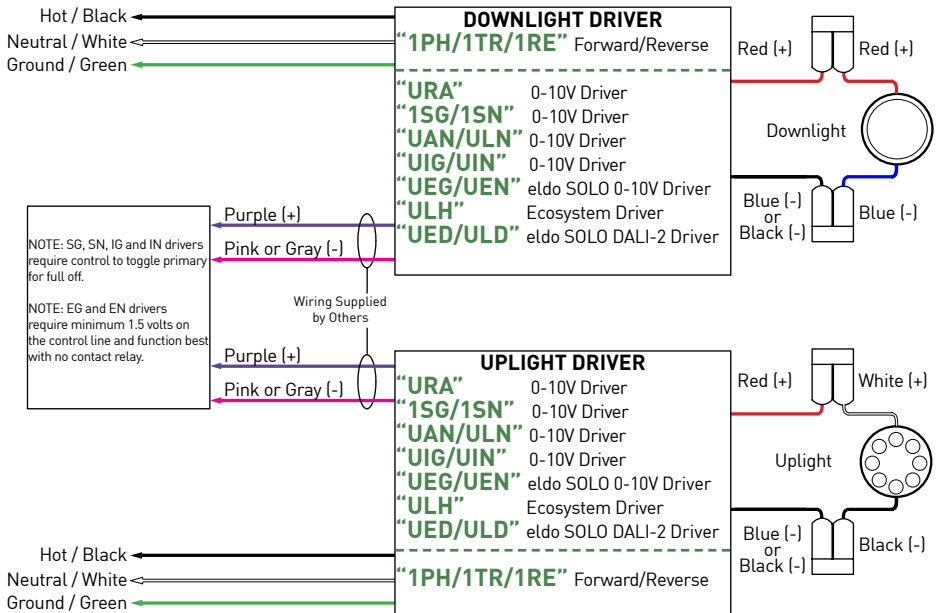 Hot / Black
Neutral / White
Ground / Green
DOWNLIGHT DRIVER
“1PH/1TR/1RE” Forward/Reverse
“URA” 0-10V Driver
“1SG/1SN” 0-10V Driver
“UAN/ULN” 0-10V Driver
“UIG/UIN” 0-10V Driver
“UEG/UEN” eldo SOLO 0-10V Driver
“ULH” Ecosystem Driver
“UED/ULD” eldo SOLO DALI-2 Driver
Red (+)
Red (+)
Downlight
Blue (-)
or
Black (-)
Blue (-)
Purple (+)
Pink or Gray (-)
NOTE: SG, SN, IG and IN drivers
require control to toggle primary
for full off.
NOTE: EG and EN drivers
require minimum 1.5 volts on
the control line and function best
with no contact relay.
Wiring Supplied
by Others
Purple (+)
Pink or Gray (-)
UPLIGHT DRIVER
“URA” 0-10V Driver
“1SG/1SN” 0-10V Driver
“UAN/ULN” 0-10V Driver
“UIG/UIN” 0-10V Driver
“UEG/UEN” eldo SOLO 0-10V Driver
“ULH” Ecosystem Driver
“UED/ULD” eldo SOLO DALI-2 Driver
“1PH/1TR/1RE” Forward/Reverse
Red (+)
White (+)
Uplight
Blue (-)
or
Black (-)
Black (-)
Hot / Black
Neutral / White
Ground / Green